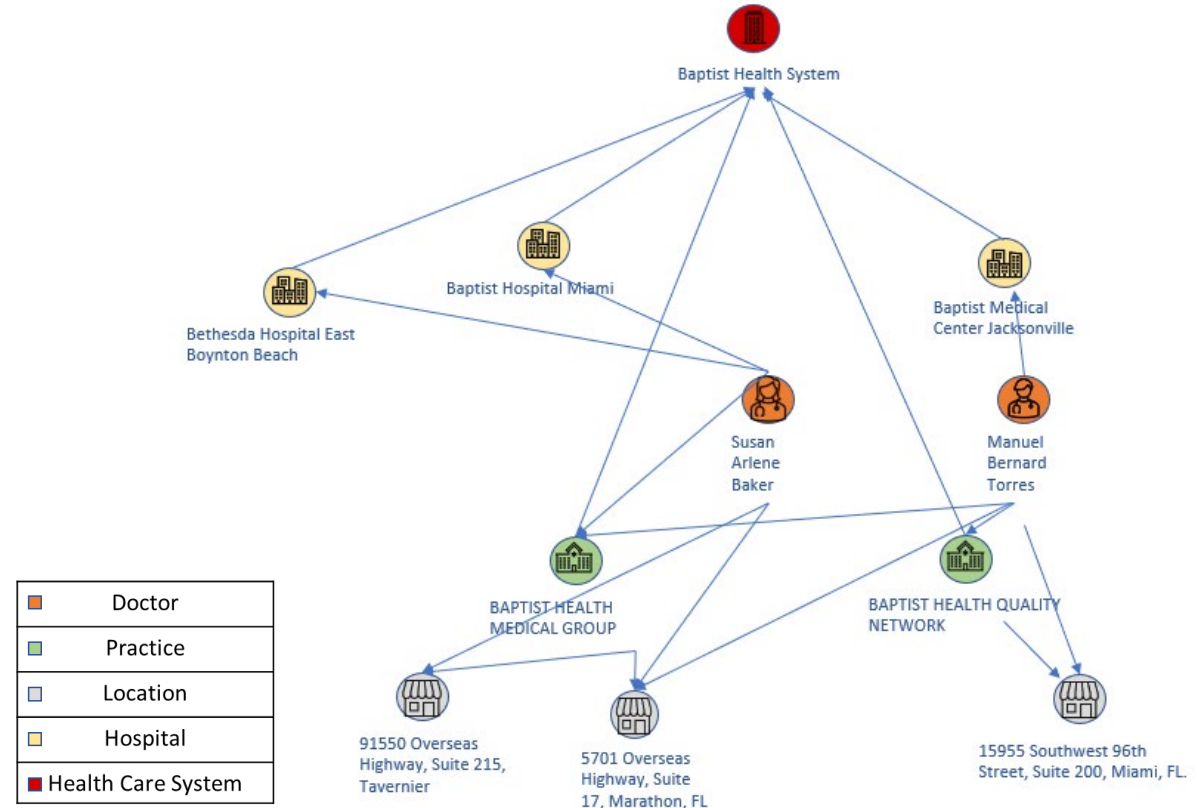 Baptist Health System
Baptist Hospital Miami
Bethesda Hospital East
Boynton Beach
Baptist Medical
Center Jacksonville
Susan
Arlene
Baker
Manuel
Bernard
Torres
BAPTIST HEALTH
MEDICAL GROUP
BAPTIST HEALTH QUALITY
NETWORK
91550 Overseas
Highway, Suite 215,
Tavernier
5701 Overseas
Highway, Suite
17, Marathon, FL
15955 Southwest 96th
Street, Suite 200, Miami, FL.
Doctor
Practice
Location
Hospital
Health Care System